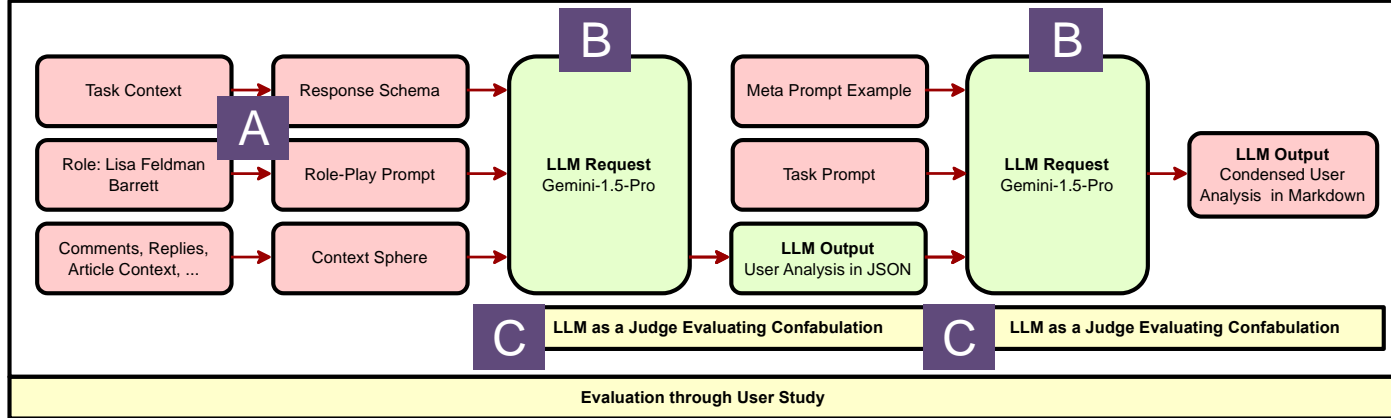 B
B
Task Context
Response Schema
Meta Prompt Example
A
Role: Lisa Feldman
Barrett
Role-Play Prompt
LLM Request
Gemini-1.5-Pro
Task Prompt
LLM Request
Gemini-1.5-Pro
LLM Output
Condensed User
Analysis in Markdown
Comments, Replies,
Article Context, ...
Context Sphere
LLM Output
User Analysis in JSON
C
LLM as a Judge Evaluating Confabulation
C
LLM as a Judge Evaluating Confabulation
Evaluation through User Study